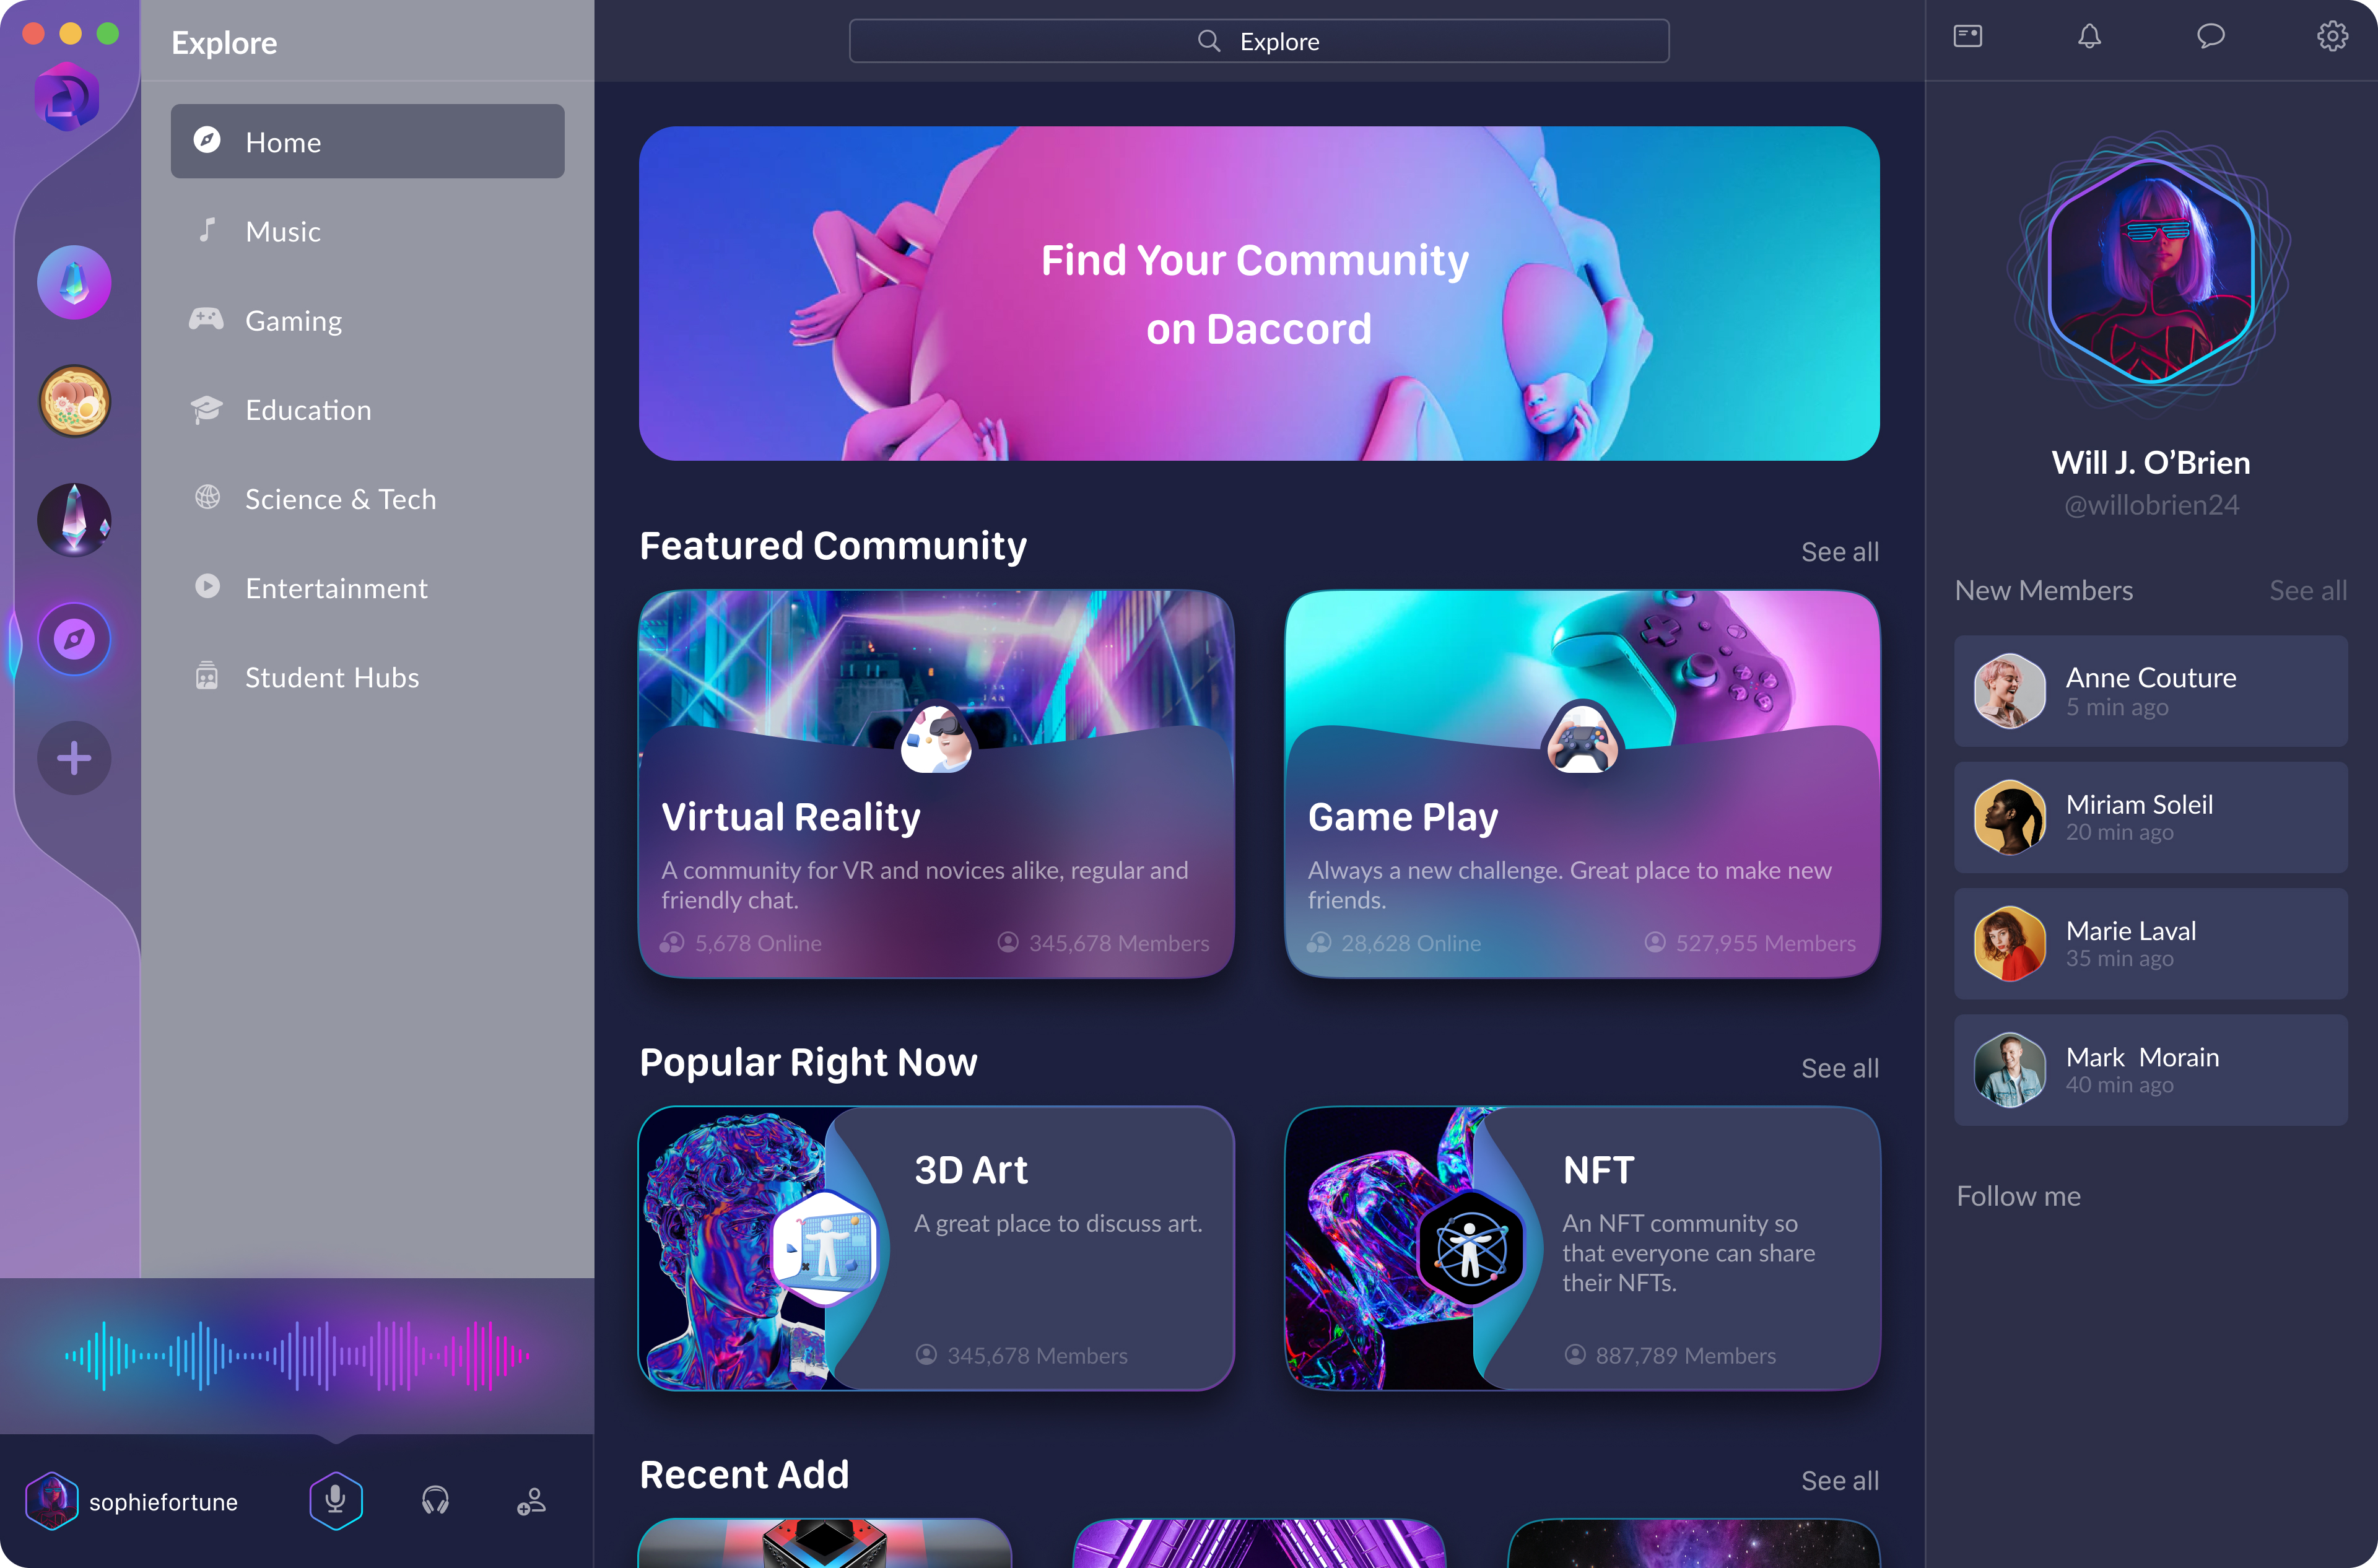 Explore
Home
Music
Gaming
Education
Science & Tech
Entertainment
Student Hubs
sophiefortune
Explore
Find Your Community
on Daccord
Featured Community
See all
Virtual Reality
A community for VR and novices alike, regular and
friendly chat.
5,678 Online
345,678 Members
Game Play
Always a new challenge. Great place to make new
friends.
28,628 Online
527,955 Members
Popular Right Now
See all
3D Art
A great place to discuss art.
345,678 Members
NFT
An NFT community so
that everyone can share
their NFTs.
887,789 Members
Recent Add
See all
Will J. O’Brien
@willobrien24
New Members
See all
Anne Couture
5 min ago
Miriam Soleil
20 min ago
Marie Laval
35 min ago
Mark  Morain
40 min ago
Follow me